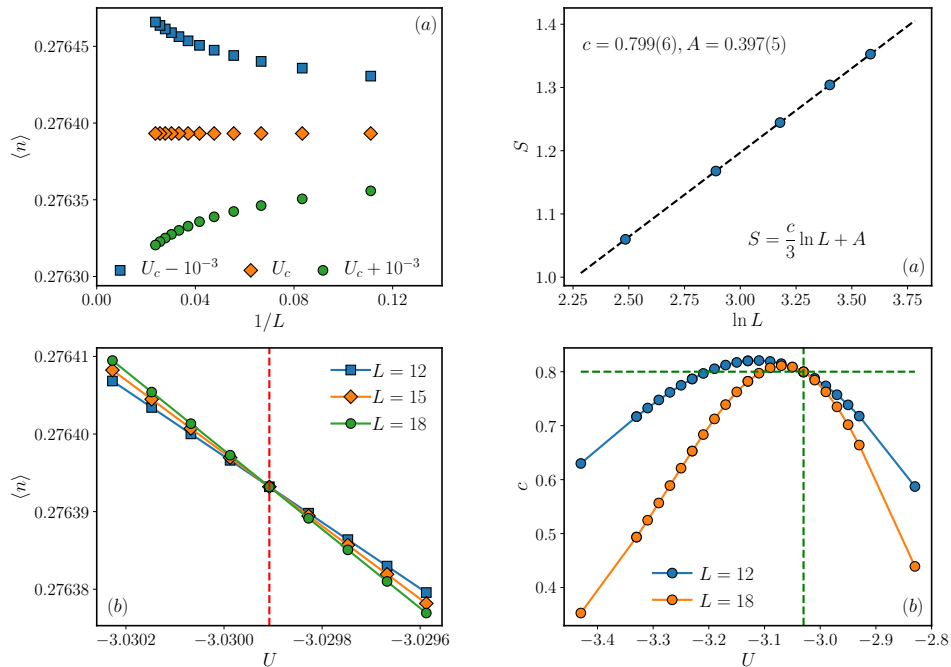 (a)
0.27645
0.27640
0.27635
0.27630
⟨n⟩
U_c − 10^{−3} U_c U_c + 10^{−3}
0.00 0.04 0.08 0.12
1/L
1.4
1.3
1.2
1.1
1.0
S
c = 0.799(6), A = 0.397(5)
S = \frac{c}{3} ln L + A
(a)
2.25 2.50 2.75 3.00 3.25 3.50 3.75
ln L
0.27641
0.27640
0.27639
0.27638
⟨n⟩
L = 12
L = 15
L = 18
(b)
−3.0302 −3.0300 −3.0298 −3.0296
U
0.8
0.7
0.6
0.5
0.4
c
L = 12
L = 18
(b)
−3.4 −3.3 −3.2 −3.1 −3.0 −2.9 −2.8
U